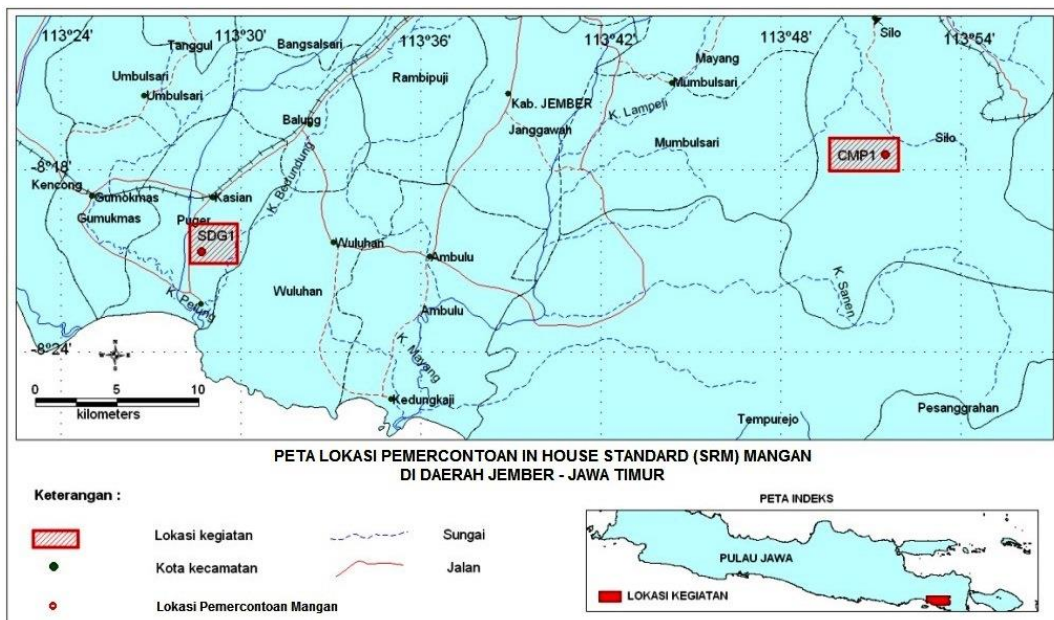 113°24'
113°30'
113°36'
113°42'
113°48'
113°54'
Silo
Tanggul
Bangsalsari
Mayang
Umbulsari
Rambipuji
Mumbulsari
Umbulsari
Kab. JEMBER
K. Lampeji
Balung
Janggawah
Mumbulsari
Silo
CMP1
-8°18'
Kencong
K. Bedundung
Gumokmas
Kasian
Gumukmas
Puger
SDG1
Wuluhan
Ambulu
K. Sanen
K. Pelung
Wuluhan
Ambulu
-8°24'
K. Mayang
0 5 10
kilometers
Kedungkaji
Tempurejo
Pesanggrahan
PETA LOKASI PEMERCONTOAN IN HOUSE STANDARD (SRM) MANGAN
DI DAERAH JEMBER - JAWA TIMUR
Keterangan :
PETA INDEKS
Lokasi kegiatan
Sungai
Kota kecamatan
Jalan
Lokasi Pemercontoan Mangan
PULAU JAWA
LOKASI KEGIATAN